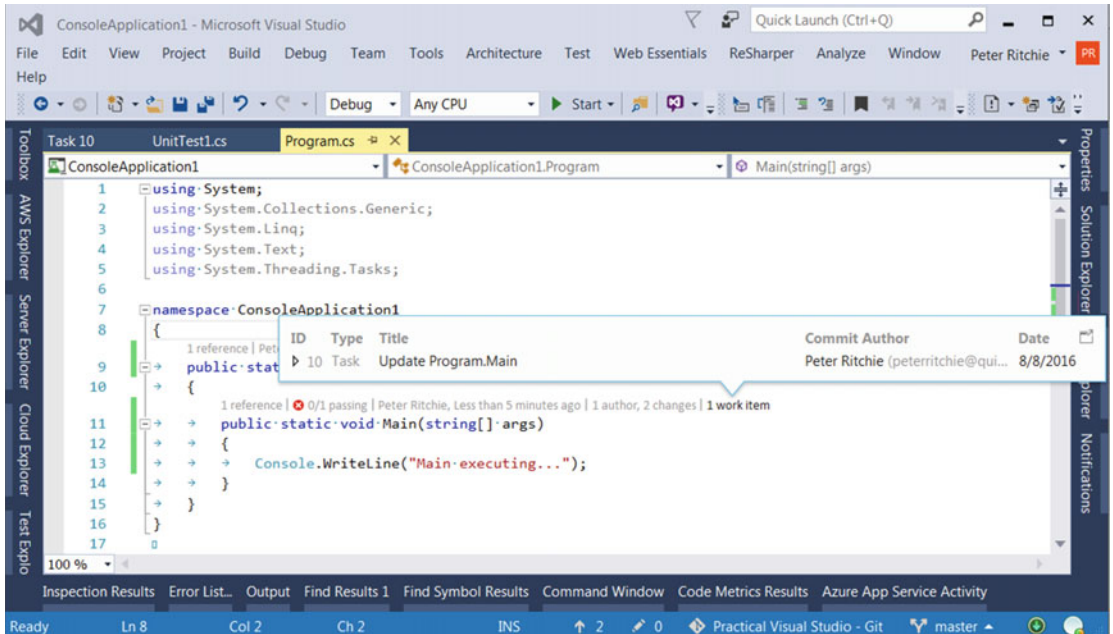 ConsoleApplication1 - Microsoft Visual Studio
Quick Launch (Ctrl+Q)
File Edit View Project Build Debug Team Tools Architecture Test Web Essentials ReSharper Analyze Window Peter Ritchie PR
Help
Debug Any CPU Start
Task 10 UnitTest1.cs Program.cs
ConsoleApplication1 ConsoleApplication1.Program Main(string[] args)
Toolbox
AWS Explorer
Server Explorer
Cloud Explorer
Test Explo
1 using·System;
2 using·System.Collections.Generic;
3 using·System.Linq;
4 using·System.Text;
5 using·System.Threading.Tasks;
6
7 namespace·ConsoleApplication1
8 {
ID Type Title Commit Author Date
10 Task Update Program.Main Peter Ritchie (peterritchie@qui... 8/8/2016
1 reference | Pet
9 public·stat
10 {
1 reference | 0/1 passing | Peter Ritchie, Less than 5 minutes ago | 1 author, 2 changes | 1 work item
11 public·static·void·Main(string[]·args)
12 {
13 Console.WriteLine("Main·executing...");
14 }
15 }
16 }
17
100 %
Properties
Solution Explorer
plorer
Notifications
Inspection Results Error List... Output Find Results 1 Find Symbol Results Command Window Code Metrics Results Azure App Service Activity
Ready Ln 8 Col 2 Ch 2 INS 2 0 Practical Visual Studio - Git master